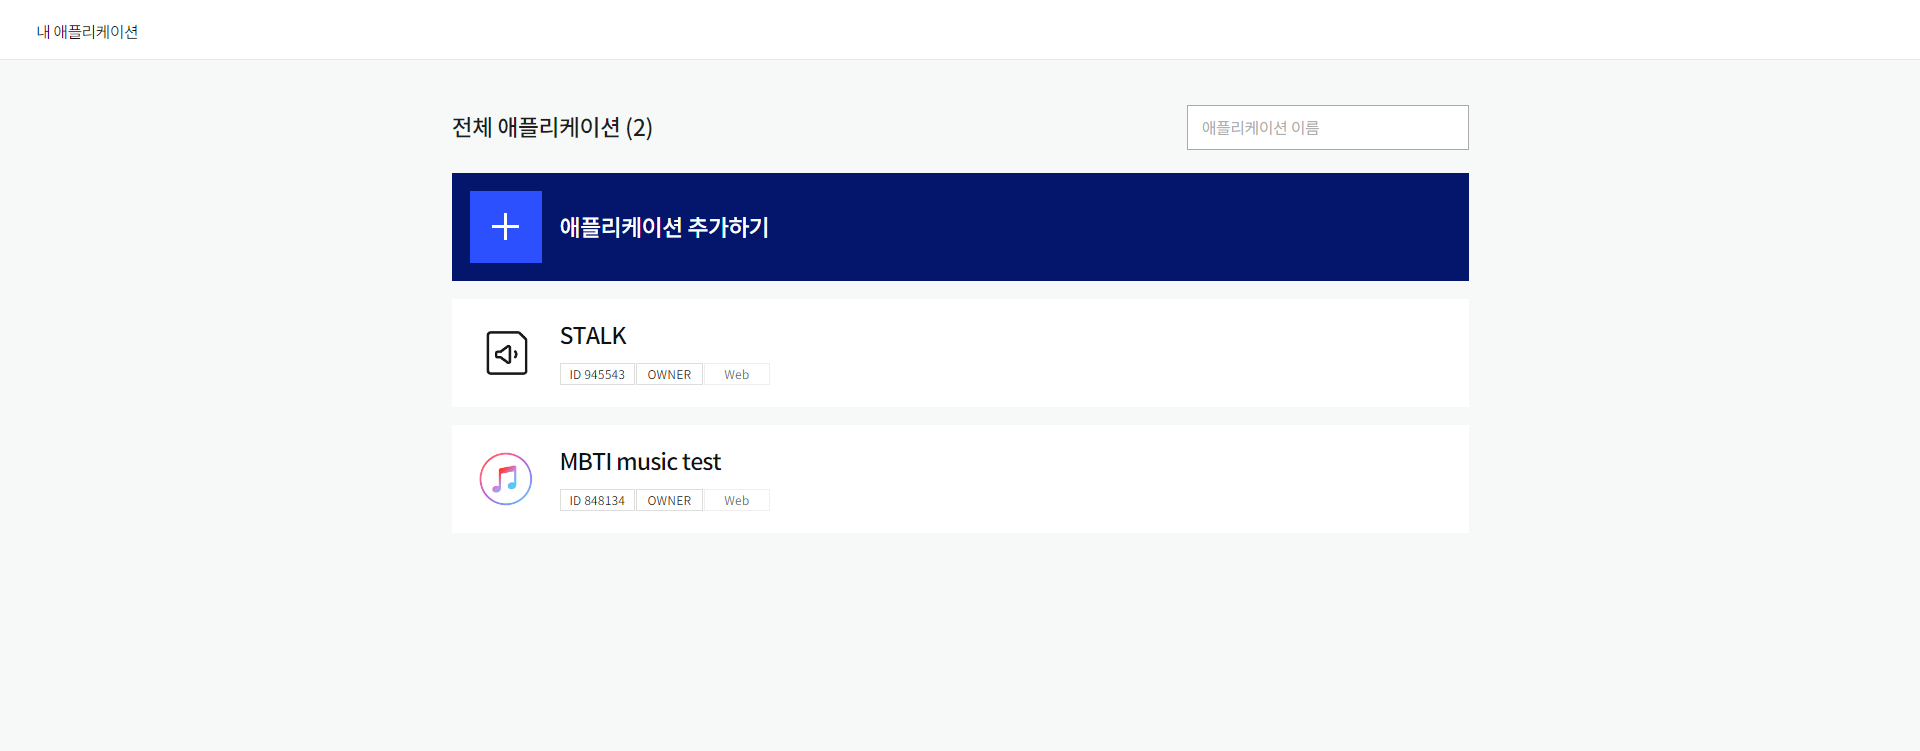 내 애플리케이션
전체 애플리케이션 (2)
애플리케이션 이름
애플리케이션 추가하기
STALK
ID 945543 OWNER Web
MBTI music test
ID 848134 OWNER Web